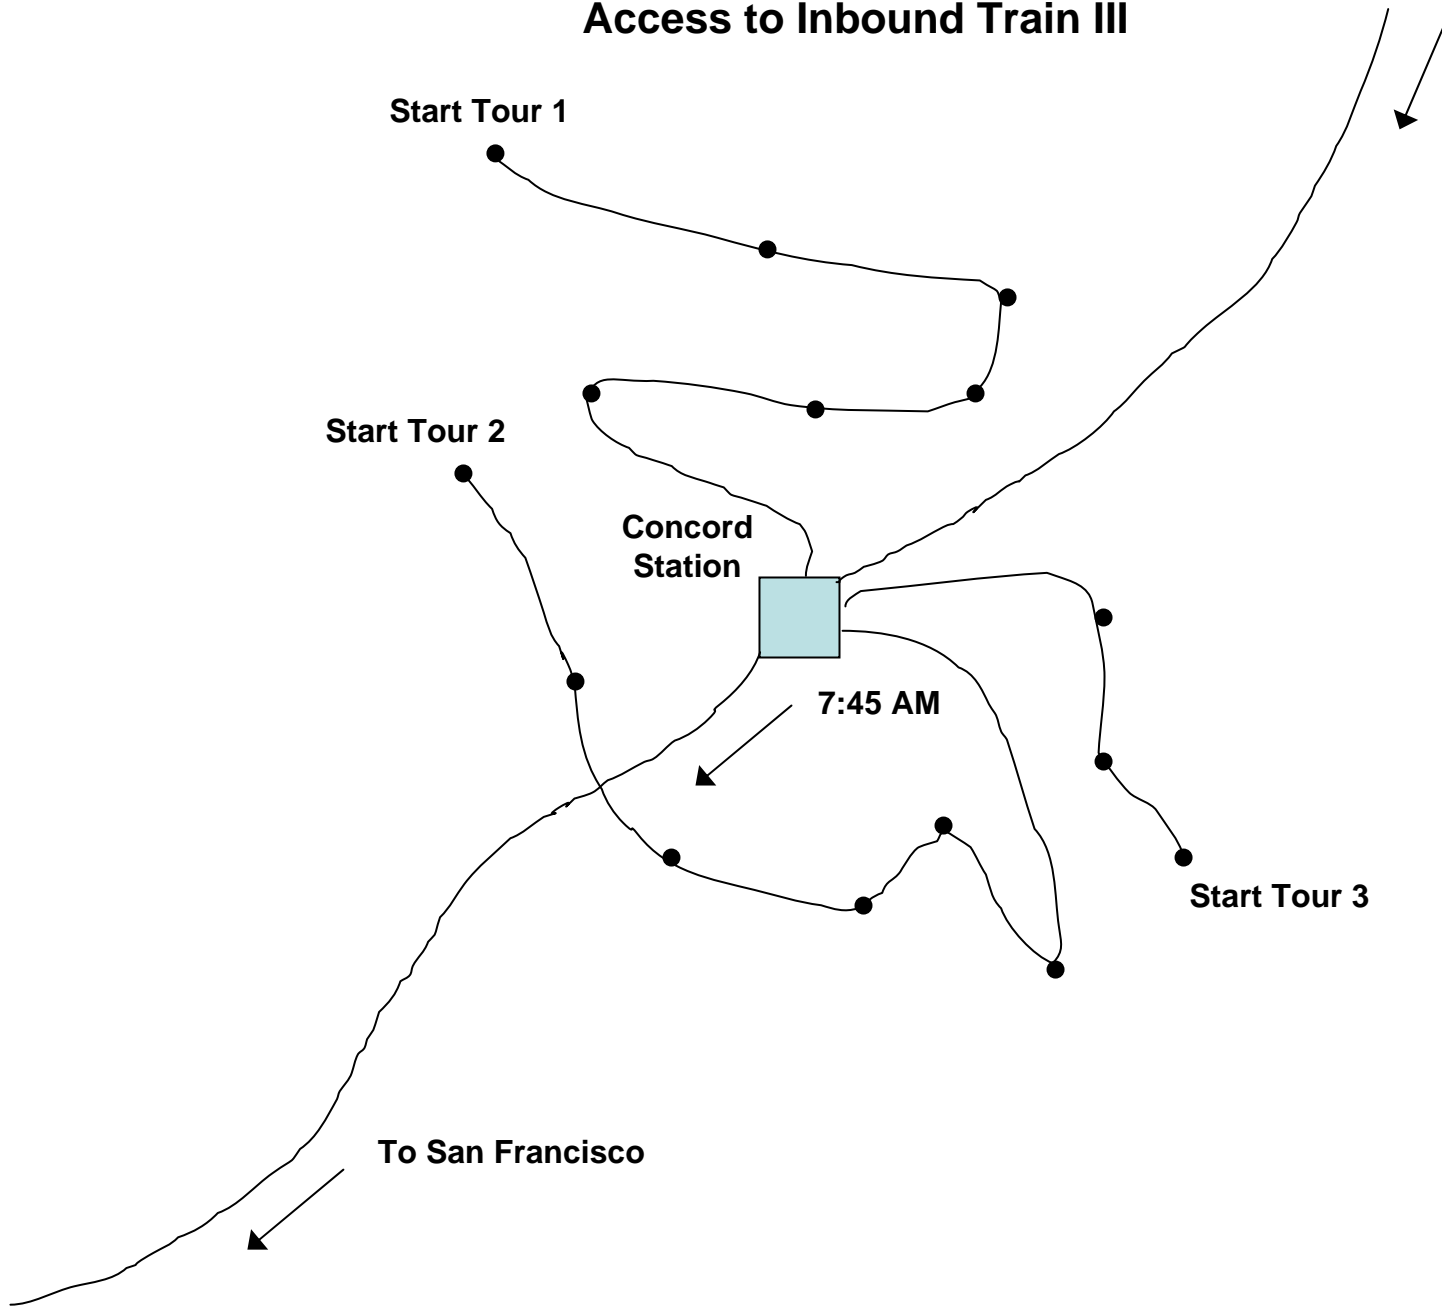 Access to Inbound Train III
Start Tour 1
Start Tour 2
Concord
Station
7:45 AM
Start Tour 3
To San Francisco